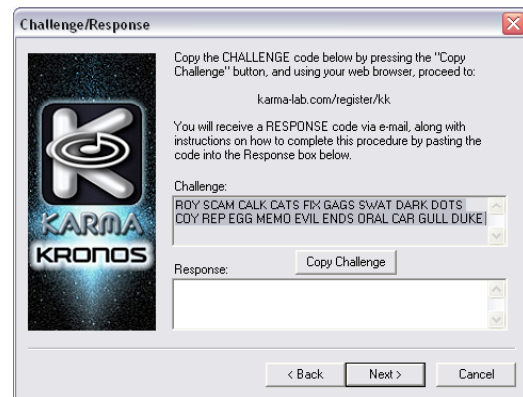 Challenge/Response
Copy the CHALLENGE code below by pressing the "Copy
Challenge" button, and using your web browser, proceed to:
karma-lab.com/register/kk
You will receive a RESPONSE code via e-mail, along with
instructions on how to complete this procedure by pasting the
code into the Response box below.
Challenge:
ROY SCAM CALK CATS FIX GAGS SWAT DARK DOTS
COY REP EGG MEMO EVIL ENDS ORAL CAR GULL DUKE
KARMA
KRONOS
Copy Challenge
Response:
< Back
Next >
Cancel